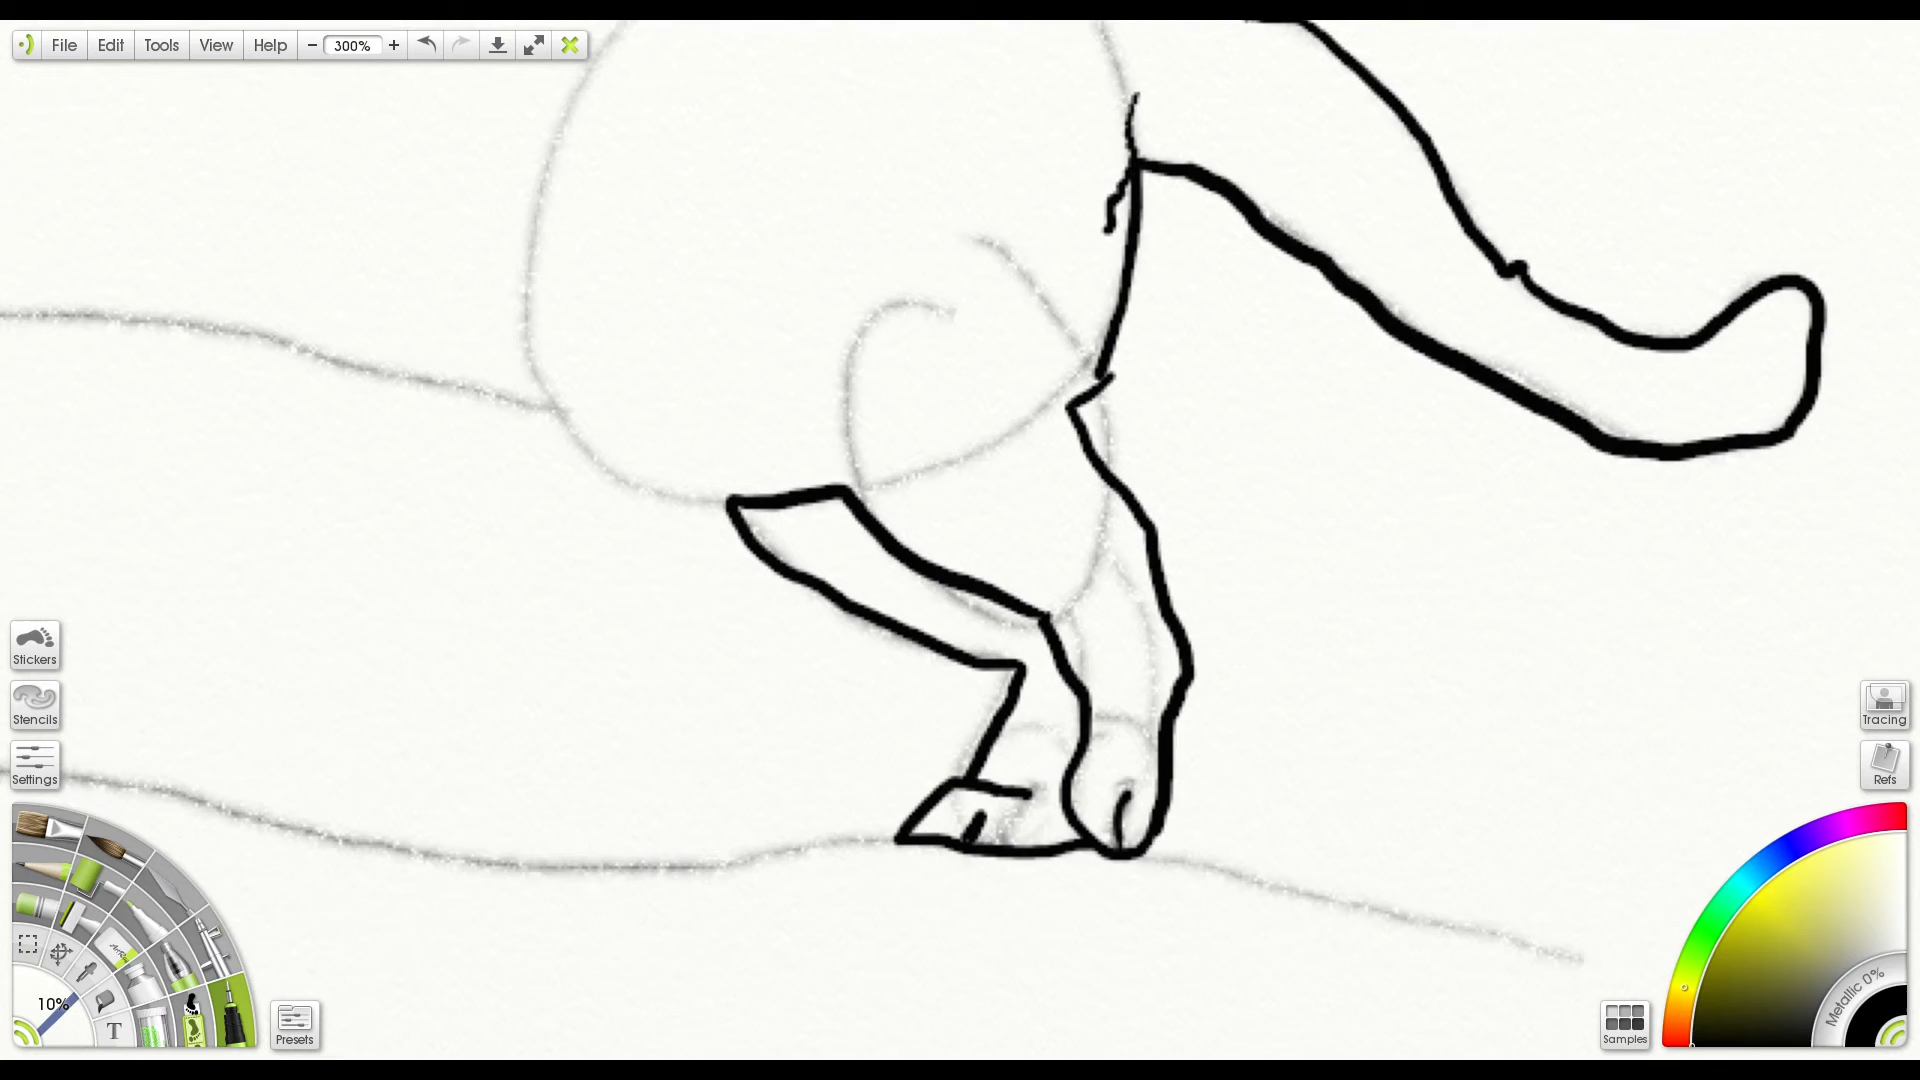 File Edit Tools View Help 300%
Stickers
Stencils
Settings
Tracing
Refs
10%
T
Presets
Samples
Metallic 0%